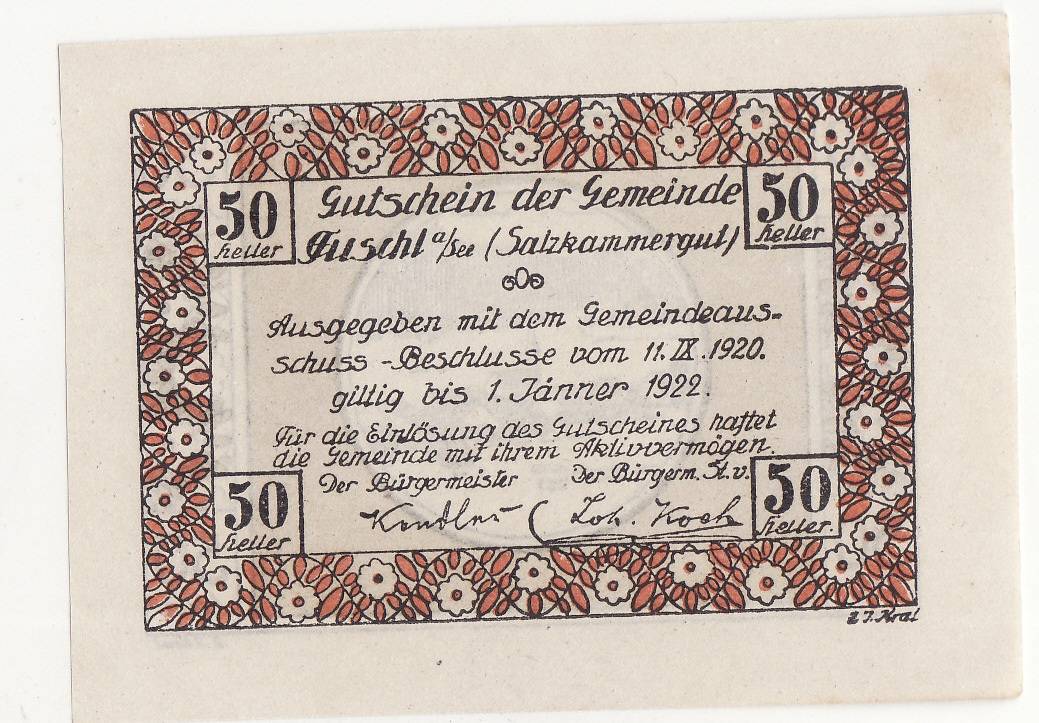 50 Heller
Gutschein der Gemeinde
50 Heller
Fuschl a/See (Salzkammergut)
Ausgegeben mit dem Gemeindeaus-
schuss-Beschlusse vom 11. IX. 1920.
giltig bis 1. Jänner 1922.
Für die Einlösung des Gutscheines haftet
die Gemeinde mit ihrem Aktivvermögen.
Der Bürgermeister Der Bürgerm. St. v.
50 Heller
Joh. Koch
50 Heller.